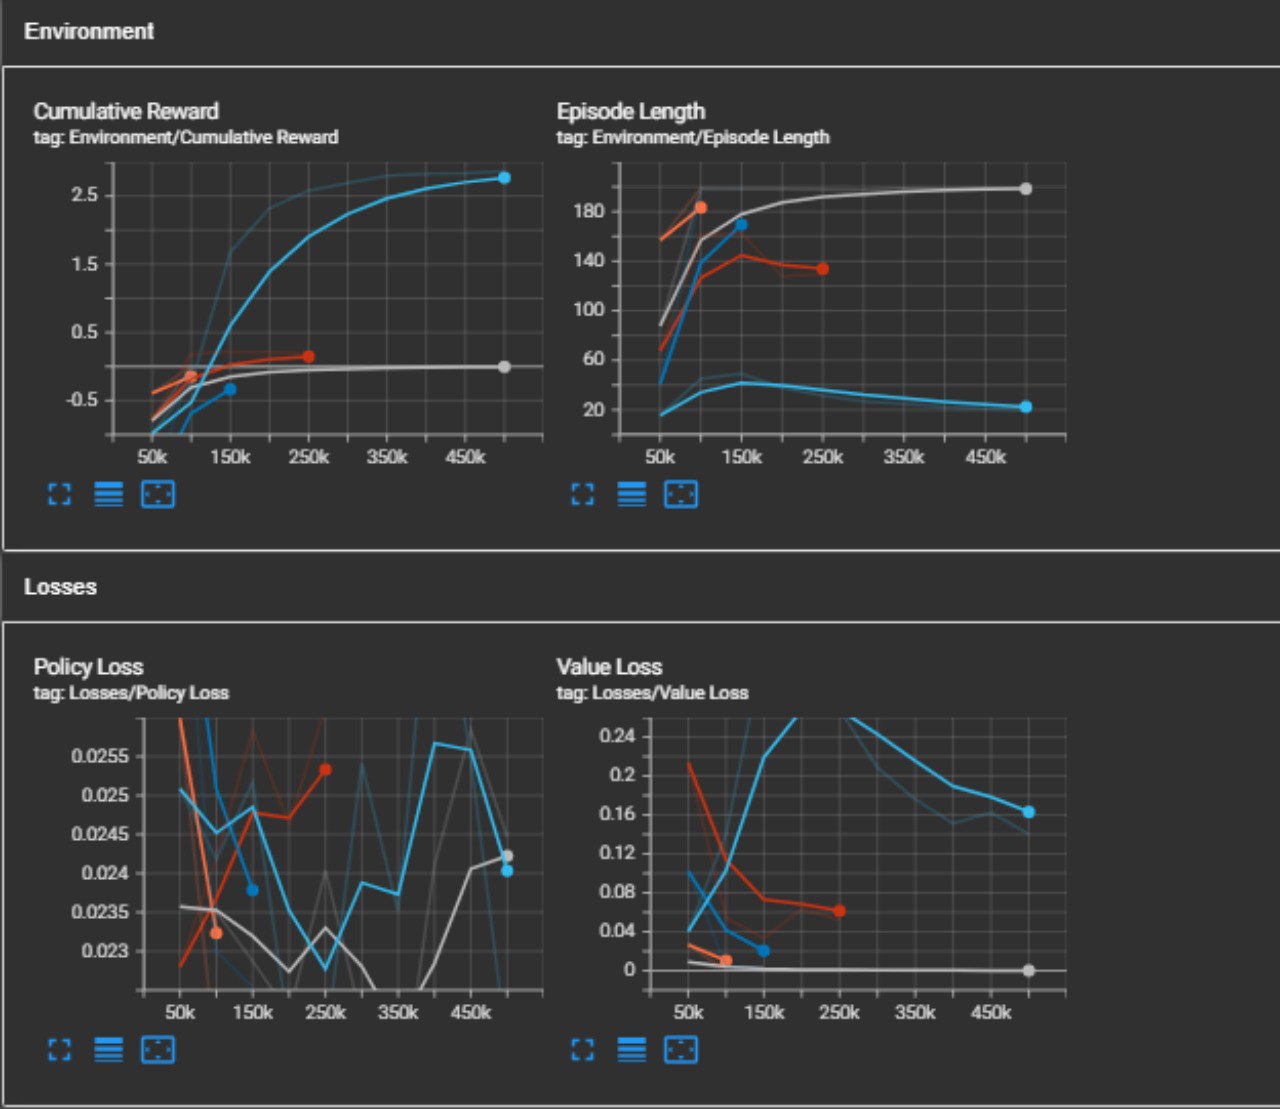 Environment
Cumulative Reward
tag: Environment/Cumulative Reward
2.5
1.5
0.5
-0.5
50k 150k 250k 350k 450k
Episode Length
tag: Environment/Episode Length
180
140
100
60
20
50k 150k 250k 350k 450k
Losses
Policy Loss
tag: Losses/Policy Loss
0.0255
0.025
0.0245
0.024
0.0235
0.023
50k 150k 250k 350k 450k
Value Loss
tag: Losses/Value Loss
0.24
0.2
0.16
0.12
0.08
0.04
0
50k 150k 250k 350k 450k